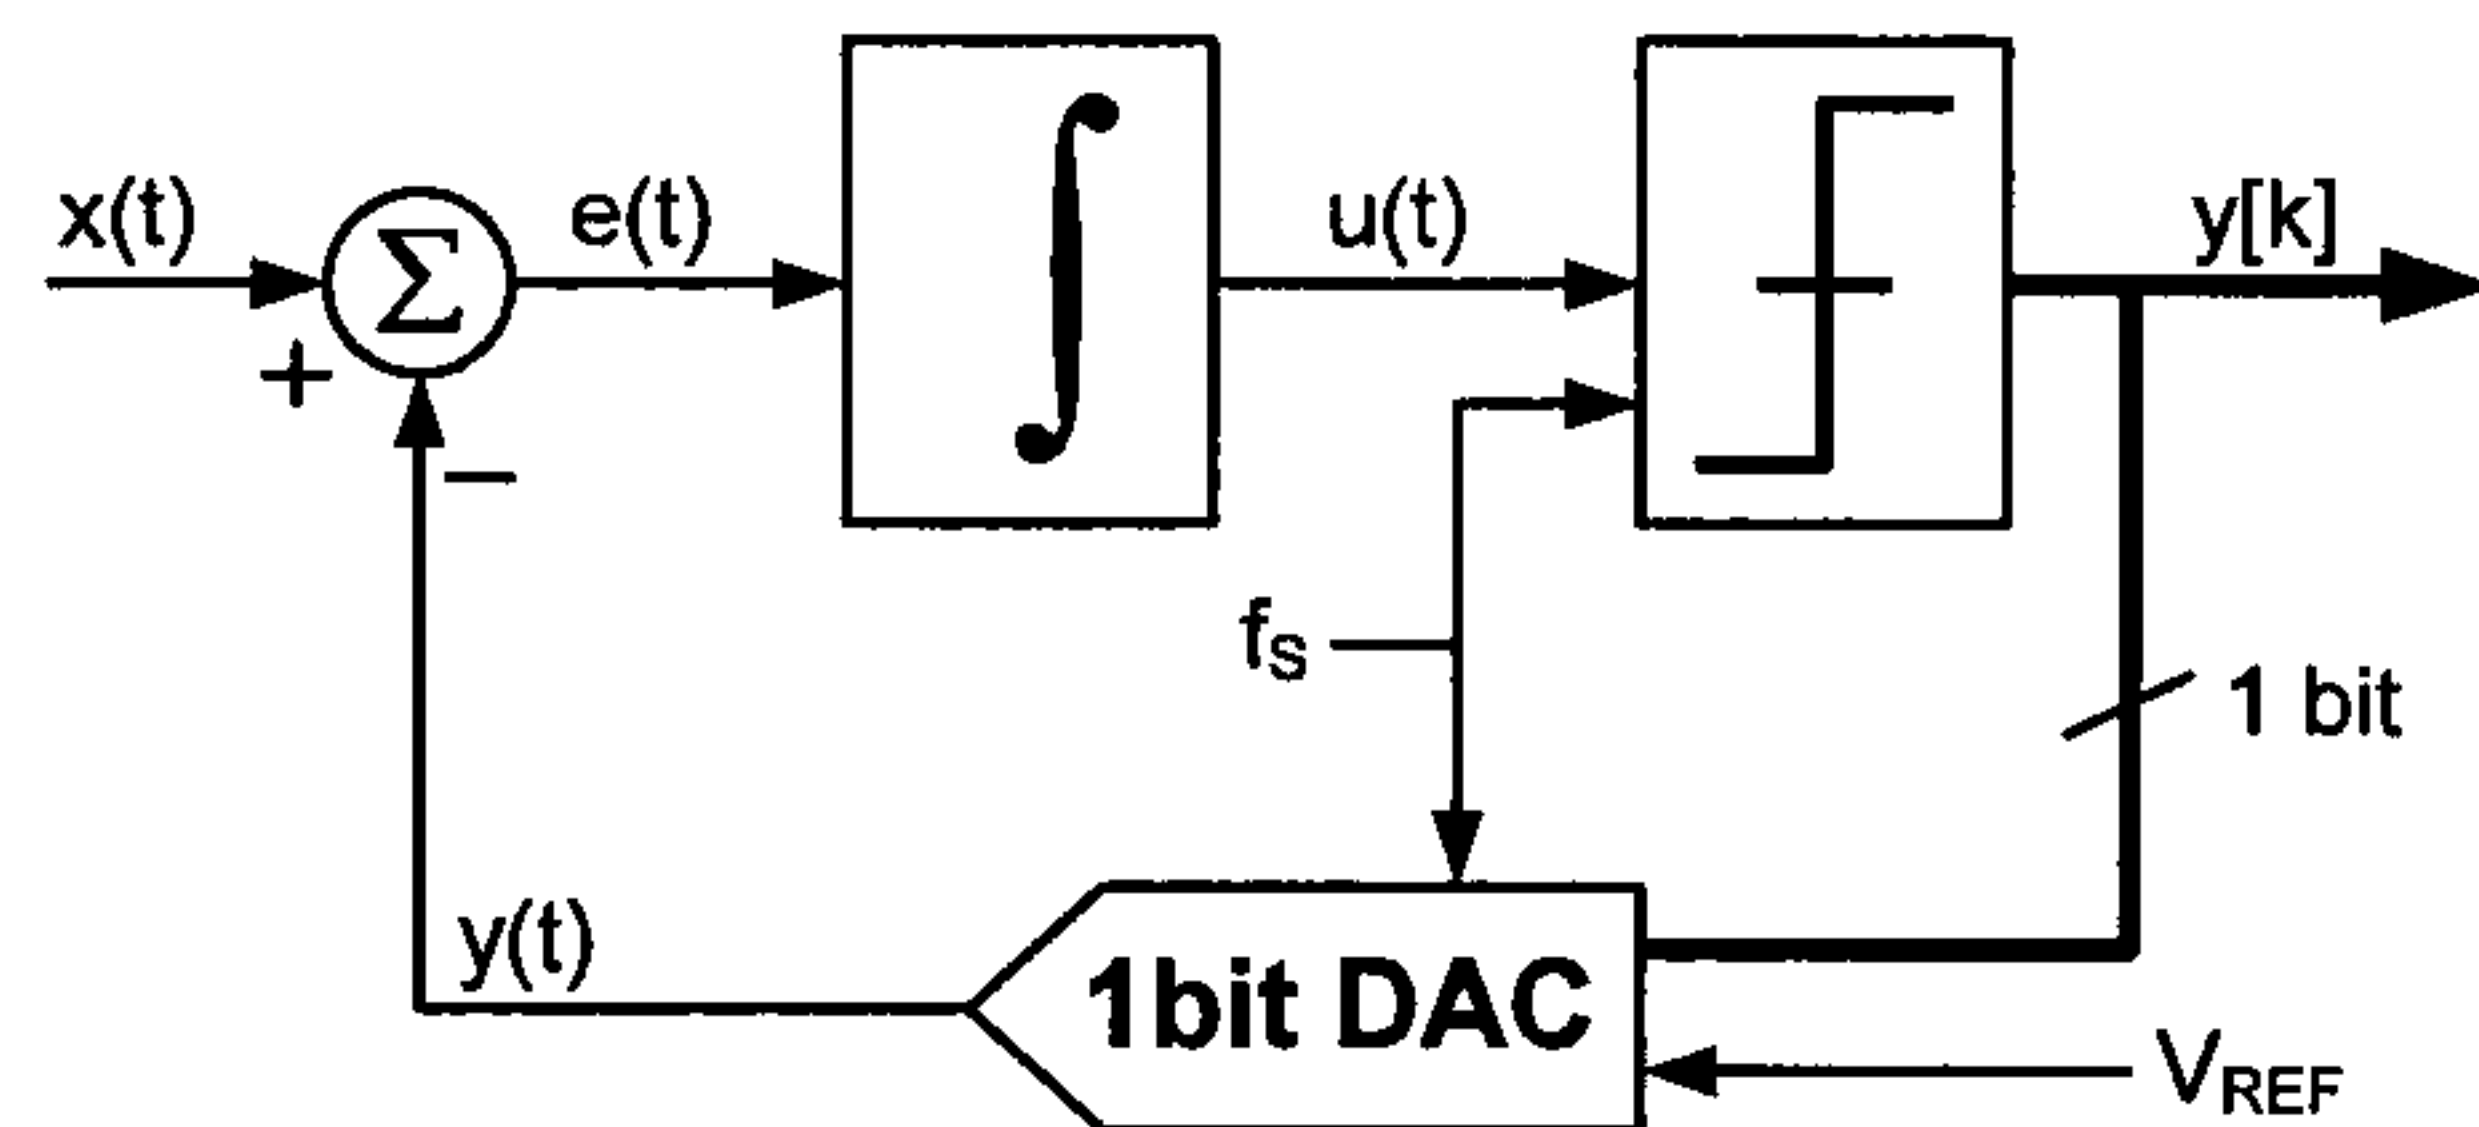 x(t)
+
Σ
−
e(t)
∫
u(t)
y[k]
fS
1 bit
y(t)
1bit DAC
VREF